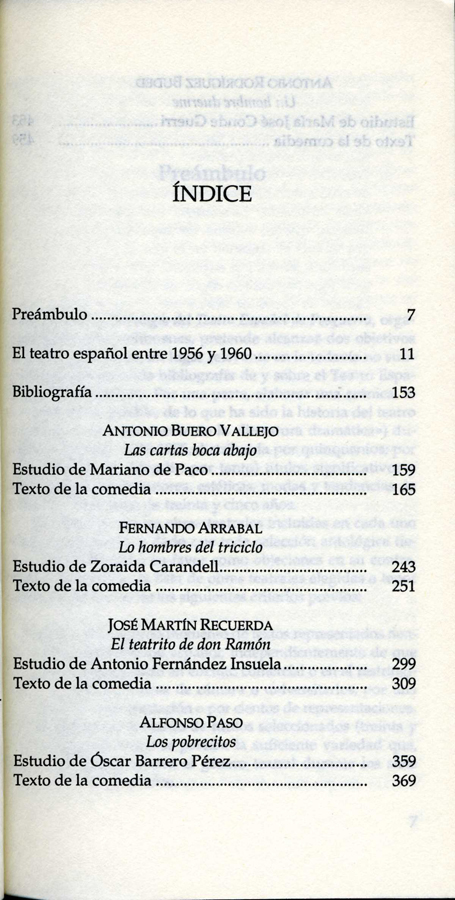 ÍNDICE
Preámbulo ............ 7
El teatro español entre 1956 y 1960 ............ 11
Bibliografía ............ 153
ANTONIO BUERO VALLEJO
Las cartas boca abajo
Estudio de Mariano de Paco ............ 159
Texto de la comedia ............ 165
FERNANDO ARRABAL
Lo hombres del triciclo
Estudio de Zoraida Carandell ............ 243
Texto de la comedia ............ 251
JOSÉ MARTÍN RECUERDA
El teatrito de don Ramón
Estudio de Antonio Fernández Insuela ............ 299
Texto de la comedia ............ 309
ALFONSO PASO
Los pobrecitos
Estudio de Óscar Barrero Pérez ............ 359
Texto de la comedia ............ 369